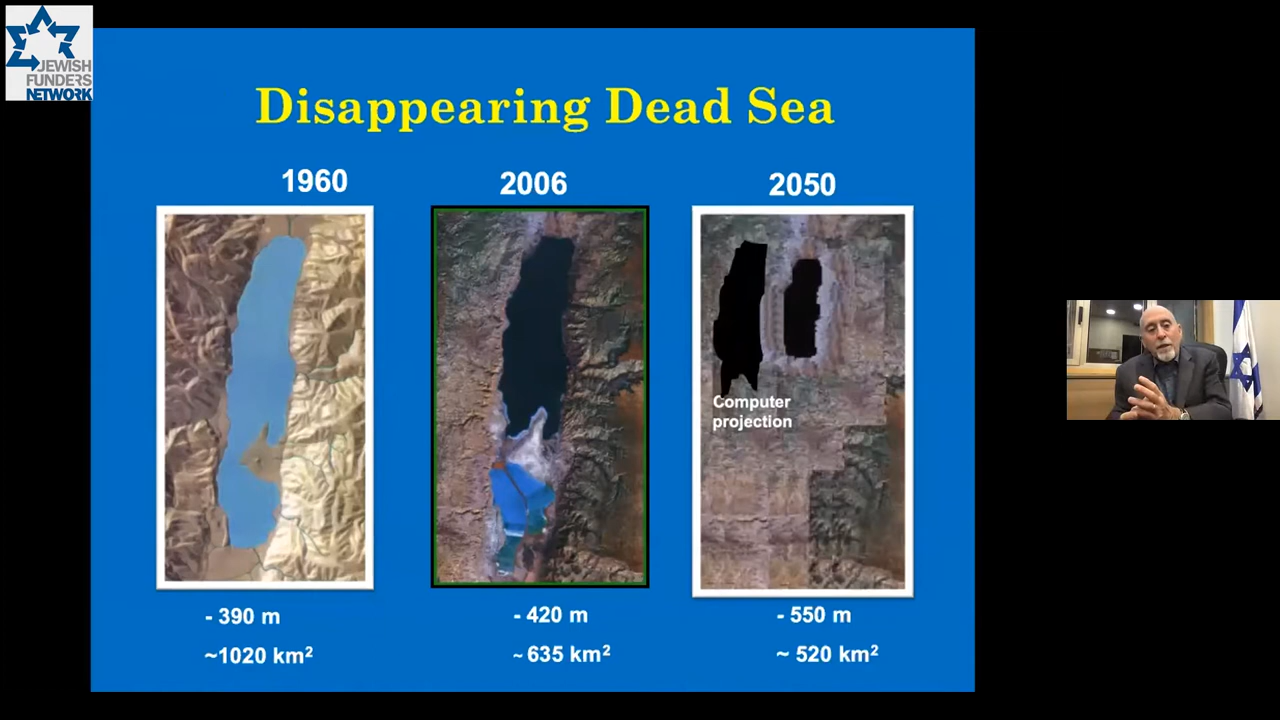 JEWISH
FUNDERS
NETWORK
Disappearing Dead Sea
1960
2006
2050
Computer
projection
- 390 m
- 420 m
- 550 m
~1020 km²
~ 635 km²
~ 520 km²